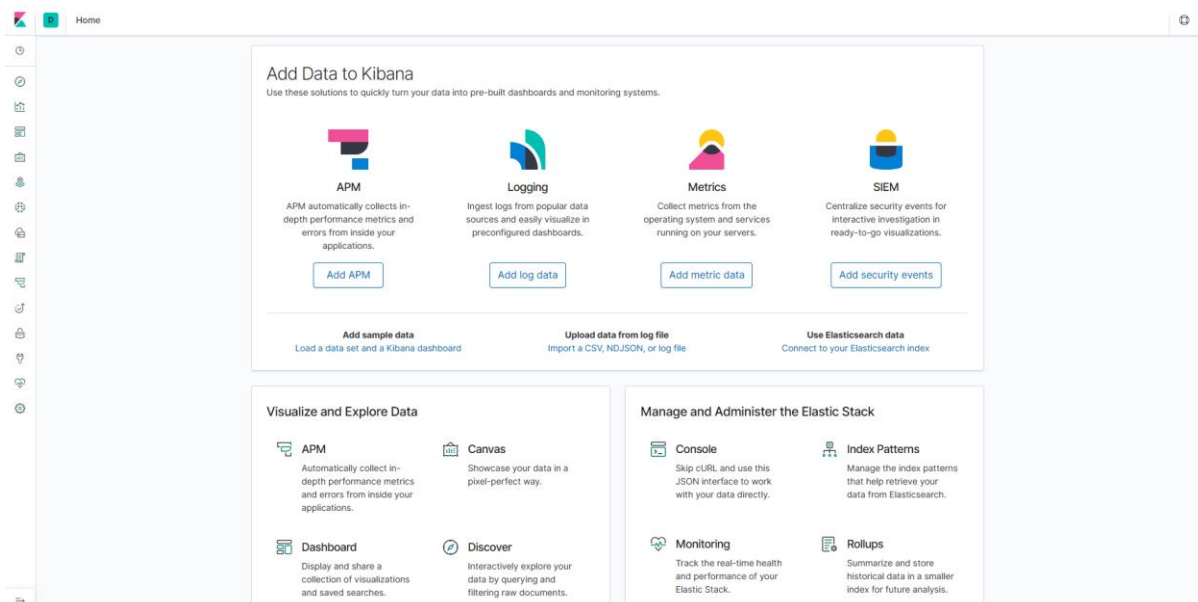 D Home
Add Data to Kibana
Use these solutions to quickly turn your data into pre-built dashboards and monitoring systems.
APM
APM automatically collects in-
depth performance metrics and
errors from inside your
applications.
Add APM
Logging
Ingest logs from popular data
sources and easily visualize in
preconfigured dashboards.
Add log data
Metrics
Collect metrics from the
operating system and services
running on your servers.
Add metric data
SIEM
Centralize security events for
interactive investigation in
ready-to-go visualizations.
Add security events
Add sample data
Load a data set and a Kibana dashboard
Upload data from log file
Import a CSV, NDJSON, or log file
Use Elasticsearch data
Connect to your Elasticsearch index
Visualize and Explore Data
APM
Automatically collect in-
depth performance metrics
and errors from inside your
applications.
Canvas
Showcase your data in a
pixel-perfect way.
Dashboard
Display and share a
collection of visualizations
and saved searches.
Discover
Interactively explore your
data by querying and
filtering raw documents.
Manage and Administer the Elastic Stack
Console
Skip cURL and use this
JSON interface to work
with your data directly.
Index Patterns
Manage the index patterns
that help retrieve your
data from Elasticsearch.
Monitoring
Track the real-time health
and performance of your
Elastic Stack.
Rollups
Summarize and store
historical data in a smaller
index for future analysis.